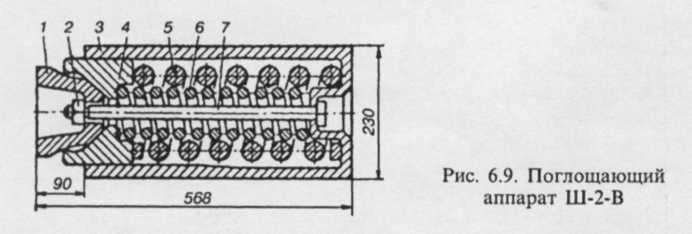 1 2 3 4 5 6 7
90
568
230
Рис. 6.9. Поглощающий
аппарат Ш-2-В